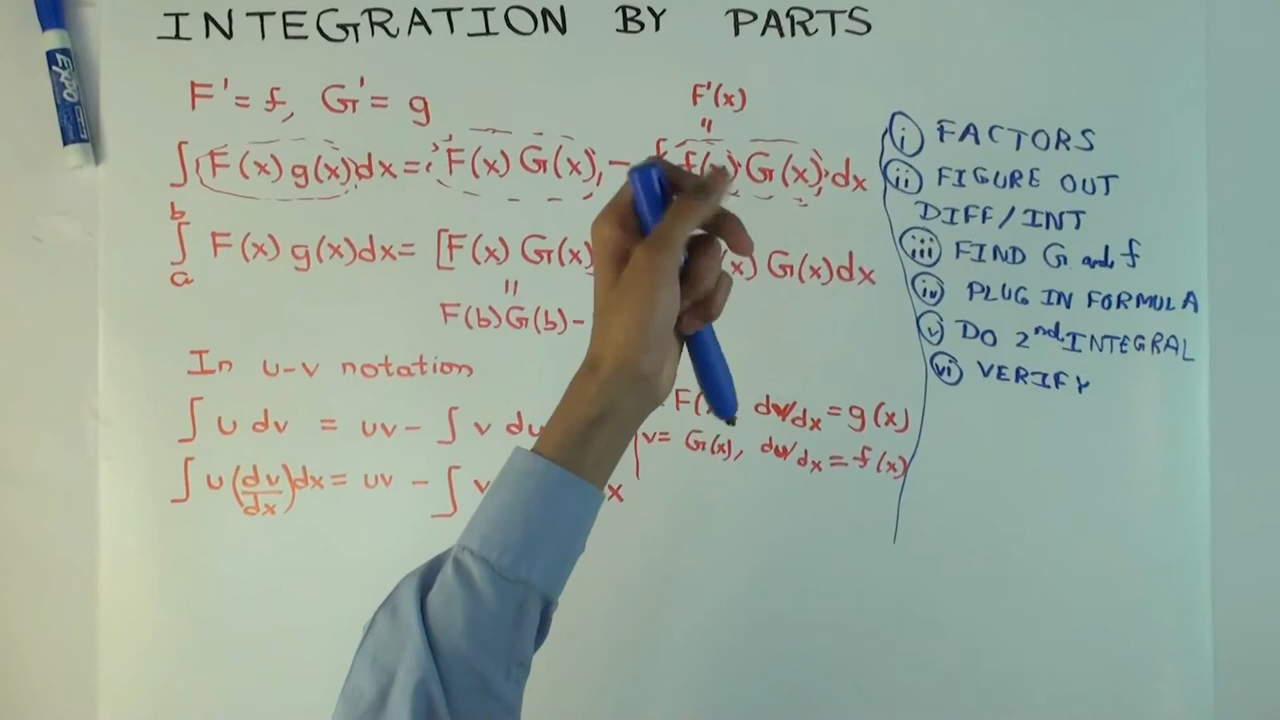 INTEGRATION BY PARTS
EXPO
F' = f, G' = g
F'(x)
=
∫ F(x) g(x) dx = F(x) G(x) - ∫ f(x) G(x) dx
b
∫ F(x) g(x) dx = [F(x) G(x) (x) G(x) dx
a
=
F(b) G(b) -
In u-v notation
∫ u dv = uv - ∫ v du
∫ u (dv/dx) dx = uv - ∫ v x
F( dv/dx = g(x)
v = G(x), du/dx = f(x)
i FACTORS
ii FIGURE OUT
DIFF/INT
iii FIND G and f
iv PLUG IN FORMULA
v DO 2nd INTEGRAL
vi VERIFY